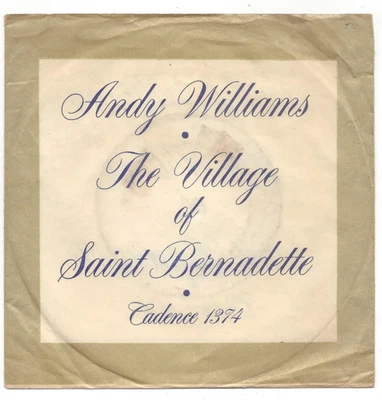 Andy Williams
•
The Village
of
Saint Bernadette
•
Cadence 1374